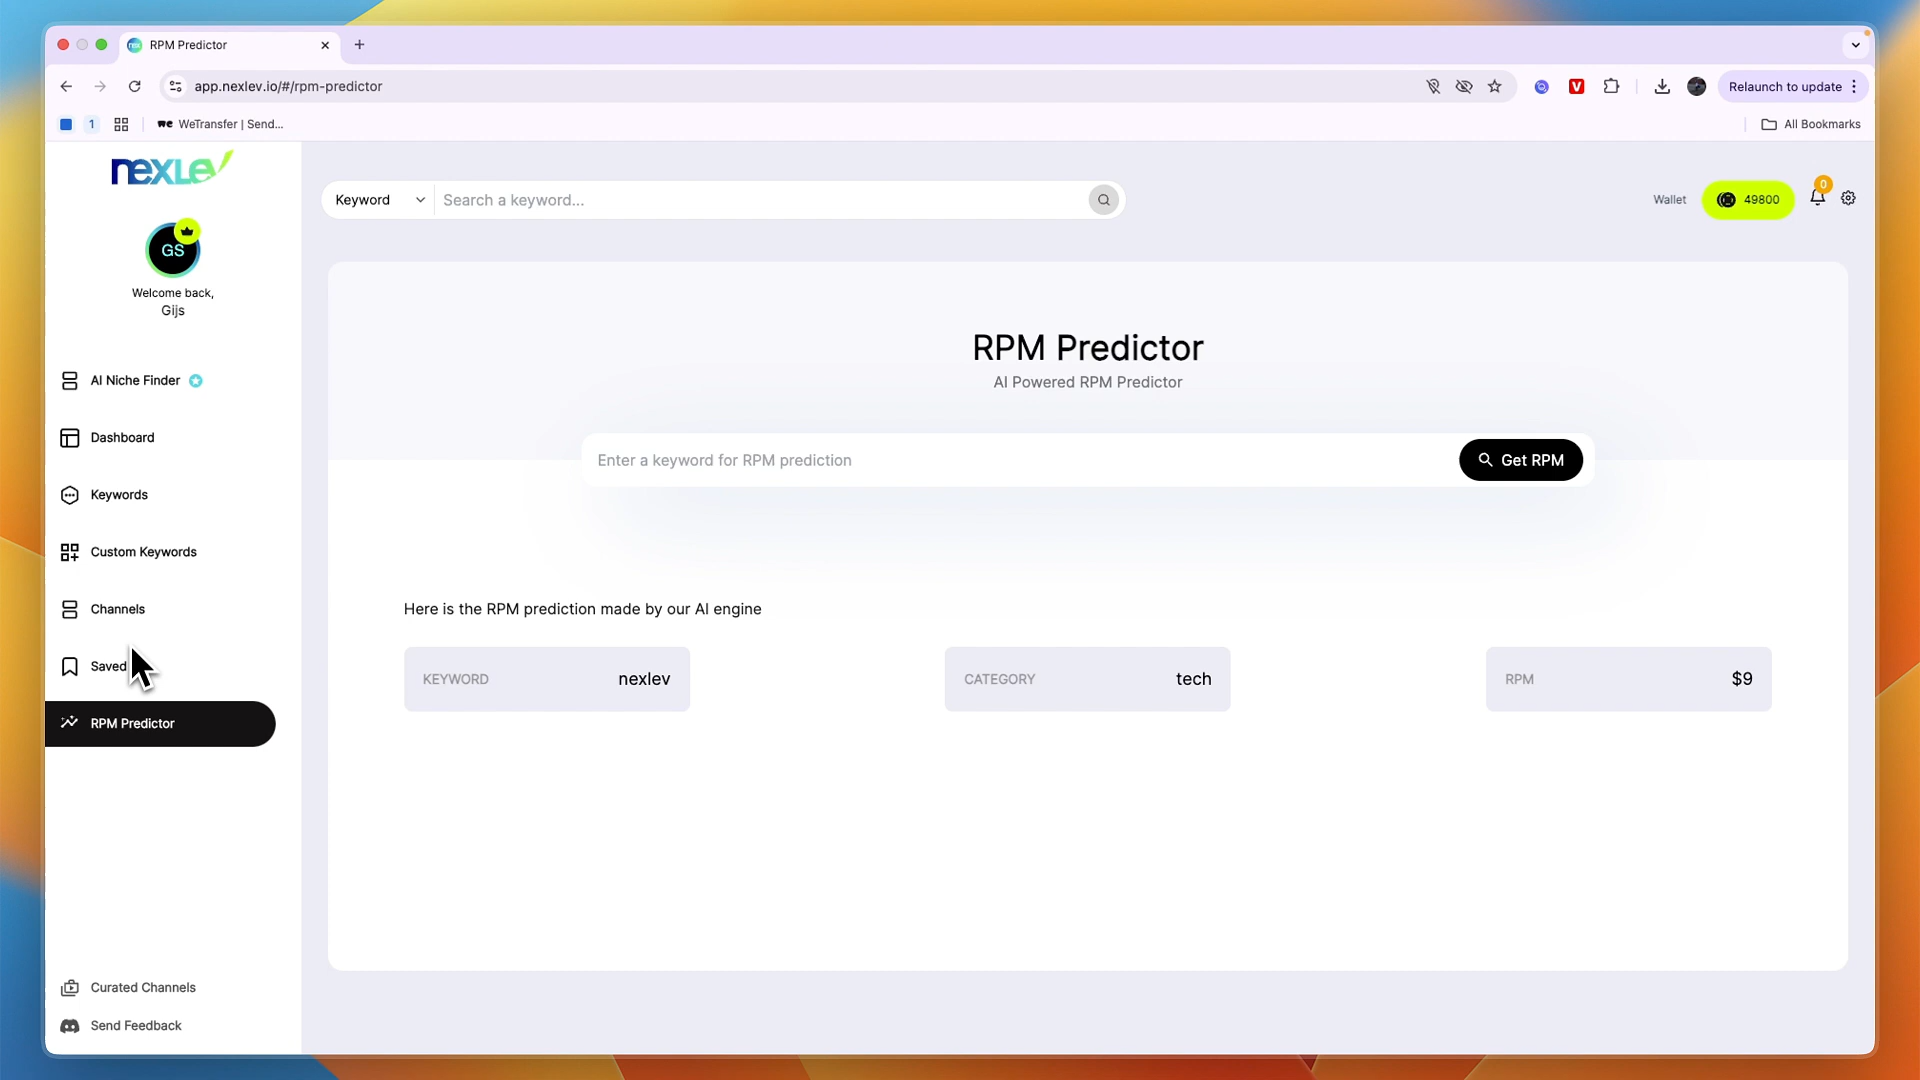 RPM Predictor
app.nexlev.io/#/rpm-predictor
Relaunch to update
1
we WeTransfer | Send...
All Bookmarks
nexlev
GS
Welcome back,
Gijs
AI Niche Finder
Dashboard
Keywords
Custom Keywords
Channels
Saved
RPM Predictor
Curated Channels
Send Feedback
Keyword
Search a keyword...
Wallet
49800
0
RPM Predictor
AI Powered RPM Predictor
Enter a keyword for RPM prediction
Get RPM
Here is the RPM prediction made by our AI engine
KEYWORD nexlev
CATEGORY tech
RPM $9